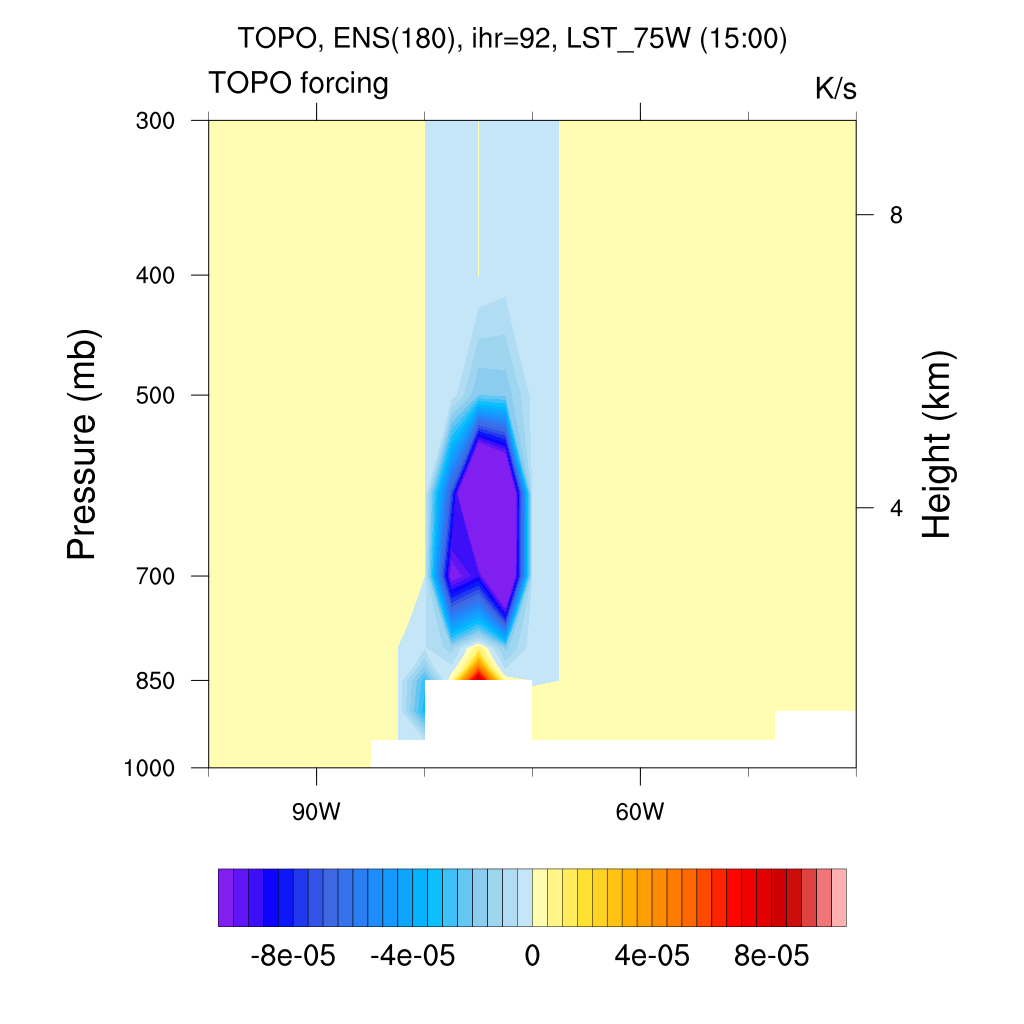 TOPO, ENS(180), ihr=92, LST_75W (15:00)
TOPO forcing
K/s
300
400
500
700
850
1000
Pressure (mb)
8
4
Height (km)
90W
60W
-8e-05
-4e-05
0
4e-05
8e-05